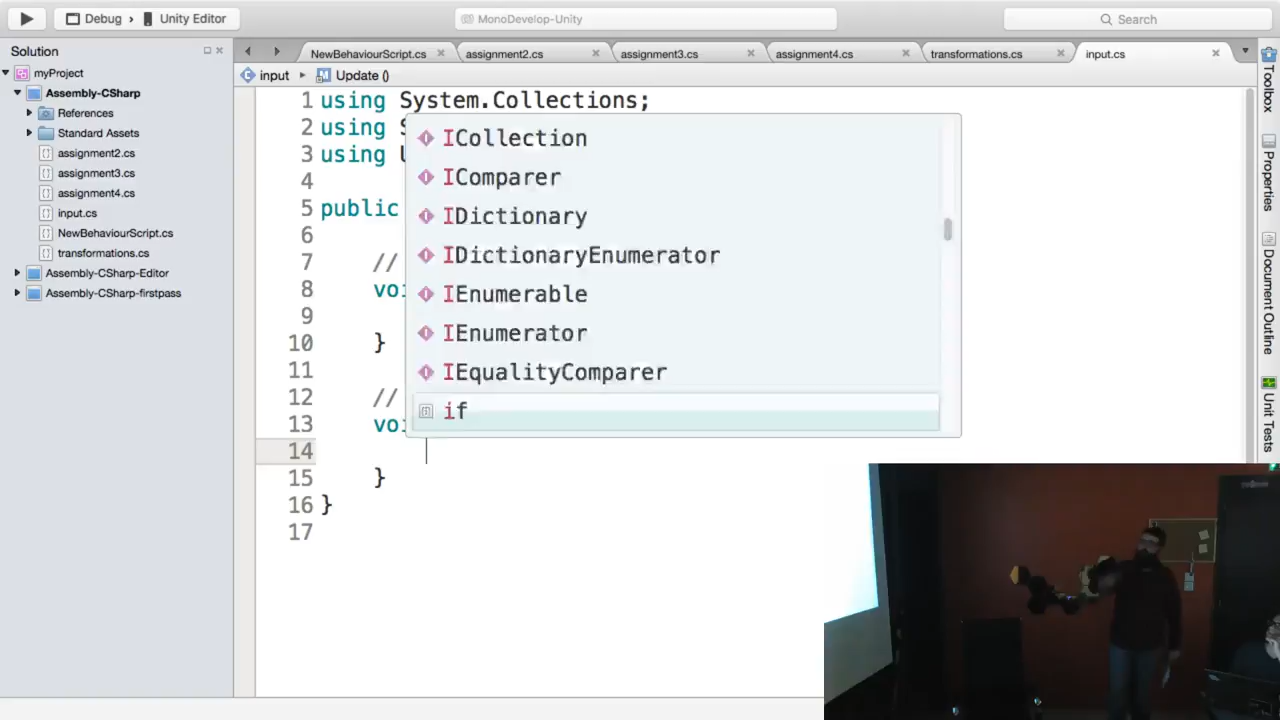 Debug › Unity Editor
MonoDevelop-Unity
Search
Solution
myProject
Assembly-CSharp
References
Standard Assets
assignment2.cs
assignment3.cs
assignment4.cs
input.cs
NewBehaviourScript.cs
transformations.cs
Assembly-CSharp-Editor
Assembly-CSharp-firstpass
NewBehaviourScript.cs
assignment2.cs
assignment3.cs
assignment4.cs
transformations.cs
input.cs
input
Update ()
1 using System.Collections;
2 using S
3 using U
4
5 public
6
7 //
8 voi
9
10 }
11
12 //
13 voi
14
15 }
16 }
17
ICollection
IComparer
IDictionary
IDictionaryEnumerator
IEnumerable
IEnumerator
IEqualityComparer
if
Toolbox
Properties
Document Outline
Unit Tests